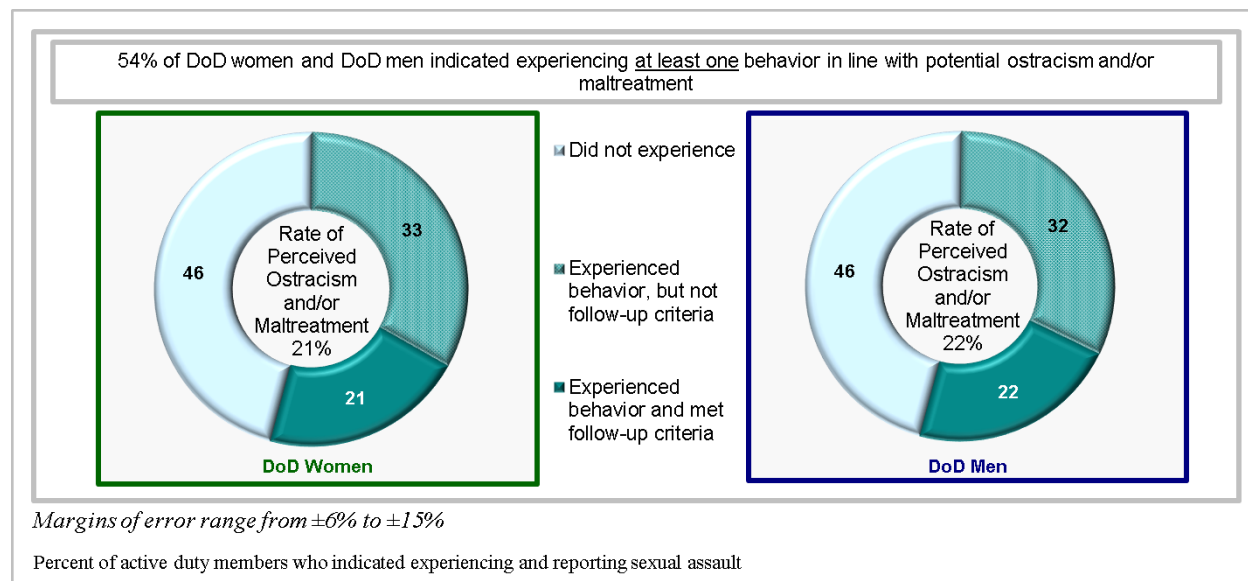 54% of DoD women and DoD men indicated experiencing at least one behavior in line with potential ostracism and/or
maltreatment
46
33
21
Rate of
Perceived
Ostracism
and/or
Maltreatment
21%
DoD Women
Did not experience
Experienced
behavior, but not
follow-up criteria
Experienced
behavior and met
follow-up criteria
46
32
22
Rate of
Perceived
Ostracism
and/or
Maltreatment
22%
DoD Men
Margins of error range from ±6% to ±15%
Percent of active duty members who indicated experiencing and reporting sexual assault